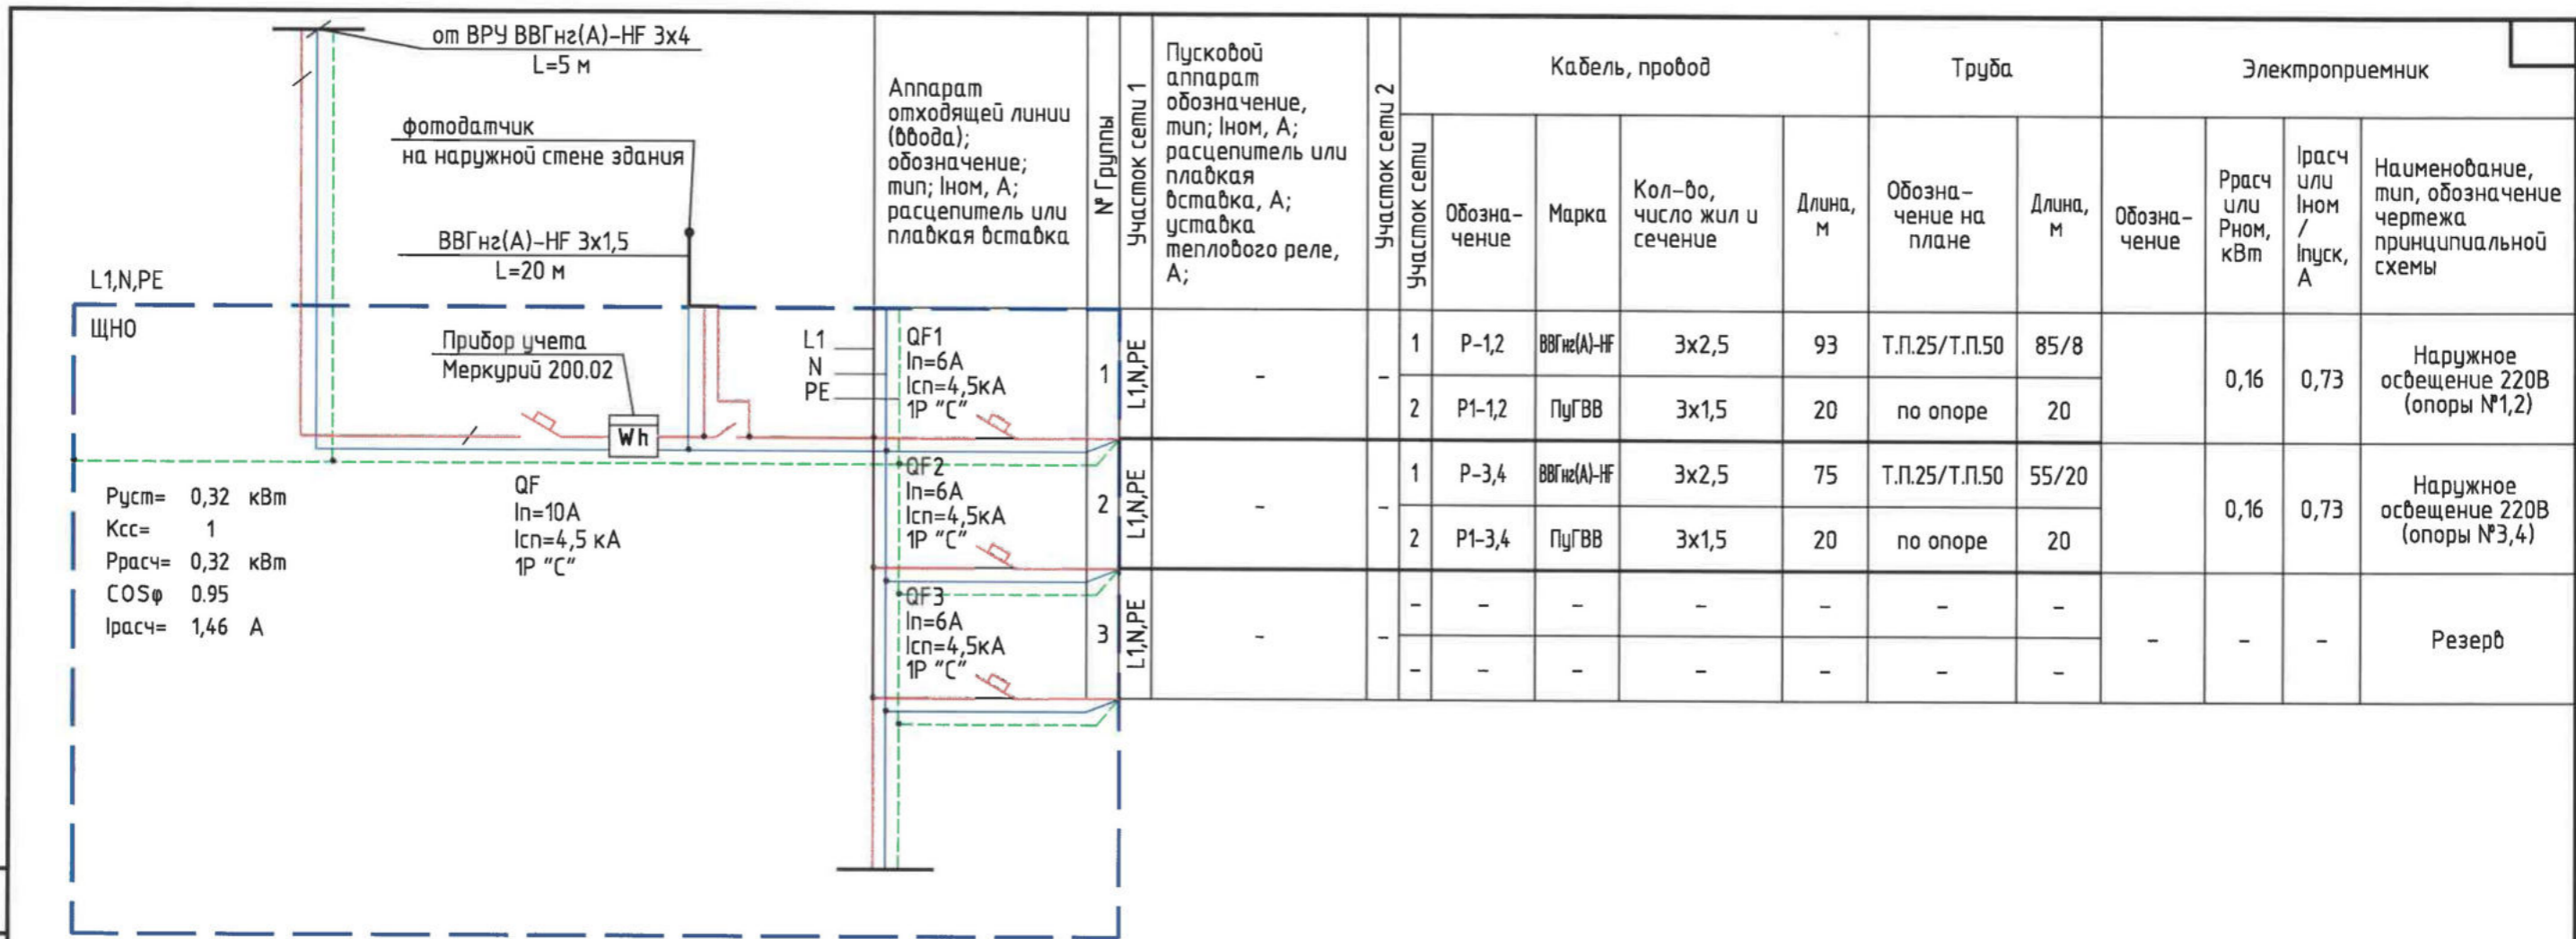 от ВРУ ВВГнг(А)-HF 3х4
L=5 м
фотодатчик
на наружной стене здания
ВВГнг(А)-HF 3х1,5
L=20 м
L1,N,PE
ЩНО
Прибор учета
Меркурий 200.02
Wh
L1
N
PE
QF
In=10A
Iсп=4,5 кА
1Р "С"
Руст= 0,32 кВт
Ксс= 1
Ррасч= 0,32 кВт
COSφ 0.95
Iрасч= 1,46 А
Аппарат
отходящей линии
(ввода);
обозначение;
тип; Iном, А;
расцепитель или
плавкая вставка
№ Группы
Участок сети 1
Пусковой
аппарат
обозначение,
тип; Iном, А;
расцепитель или
плавкая
вставка, А;
уставка
теплового реле,
А;
Участок сети 2
Кабель, провод
Труба
Электроприемник
Участок сети
Обозна-
чение
Марка
Кол-во,
число жил и
сечение
Длина,
м
Обозна-
чение на
плане
Длина,
м
Обозна-
чение
Ррасч
или
Рном,
кВт
Iрасч
или
Iном
/
Iпуск,
А
Наименование,
тип, обозначение
чертежа
принципиальной
схемы
QF1
In=6A
Iсп=4,5кА
1Р "С"
1
L1,N,PE
-
-
1 Р-1,2 ВВГнг(А)-HF 3х2,5 93 Т.П.25/Т.П.50 85/8
2 Р1-1,2 ПуГВВ 3х1,5 20 по опоре 20
0,16 0,73
Наружное
освещение 220В
(опоры №1,2)
QF2
In=6A
Iсп=4,5кА
1Р "С"
2
L1,N,PE
-
-
1 Р-3,4 ВВГнг(А)-HF 3х2,5 75 Т.П.25/Т.П.50 55/20
2 Р1-3,4 ПуГВВ 3х1,5 20 по опоре 20
0,16 0,73
Наружное
освещение 220В
(опоры №3,4)
QF3
In=6A
Iсп=4,5кА
1Р "С"
3
L1,N,PE
-
-
- - - - - - -
- - - - - - -
- - -
Резерв